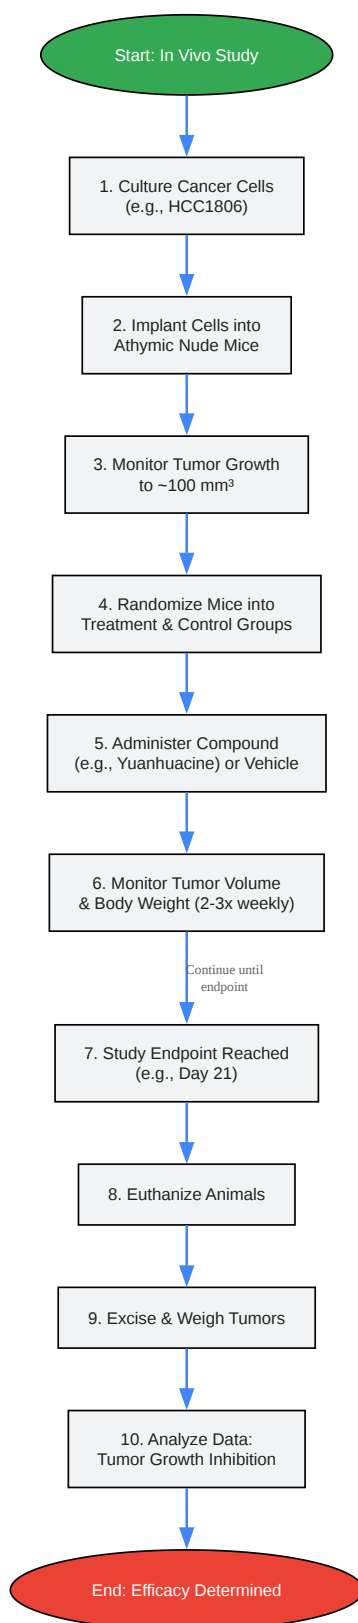 Start: In Vivo Study
1. Culture Cancer Cells
(e.g., HCC1806)
2. Implant Cells into
Athymic Nude Mice
3. Monitor Tumor Growth
to ~100 mm³
4. Randomize Mice into
Treatment & Control Groups
5. Administer Compound
(e.g., Yuanhuacine) or Vehicle
6. Monitor Tumor Volume
& Body Weight (2-3x weekly)
Continue until
endpoint
7. Study Endpoint Reached
(e.g., Day 21)
8. Euthanize Animals
9. Excise & Weigh Tumors
10. Analyze Data:
Tumor Growth Inhibition
End: Efficacy Determined